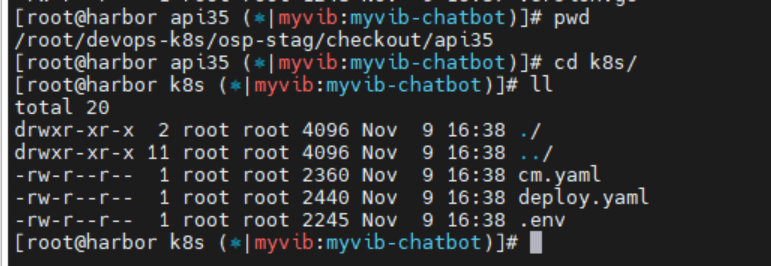 [root@harbor api35 (*|myvib:myvib-chatbot)]# pwd
/root/devops-k8s/osp-stag/checkout/api35
[root@harbor api35 (*|myvib:myvib-chatbot)]# cd k8s/
[root@harbor k8s (*|myvib:myvib-chatbot)]# ll
total 20
drwxr-xr-x  2 root root 4096 Nov  9 16:38 ./
drwxr-xr-x 11 root root 4096 Nov  9 16:38 ../
-rw-r--r--  1 root root 2360 Nov  9 16:38 cm.yaml
-rw-r--r--  1 root root 2440 Nov  9 16:38 deploy.yaml
-rw-r--r--  1 root root 2245 Nov  9 16:38 .env
[root@harbor k8s (*|myvib:myvib-chatbot)]#